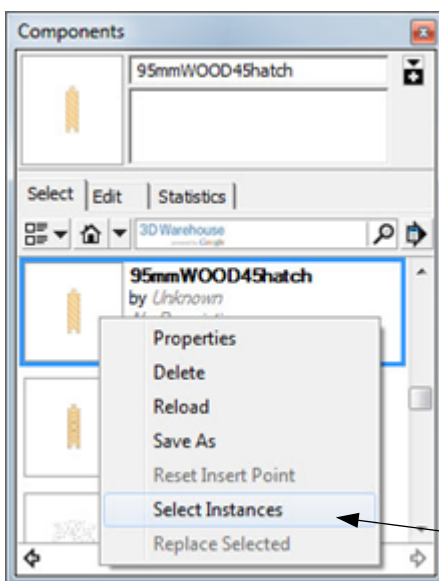 Components
95mmWOOD45hatch
Select
Edit
Statistics
3D Warehouse
95mmWOOD45hatch
by Unknown
Properties
Delete
Reload
Save As
Reset Insert Point
Select Instances
Replace Selected